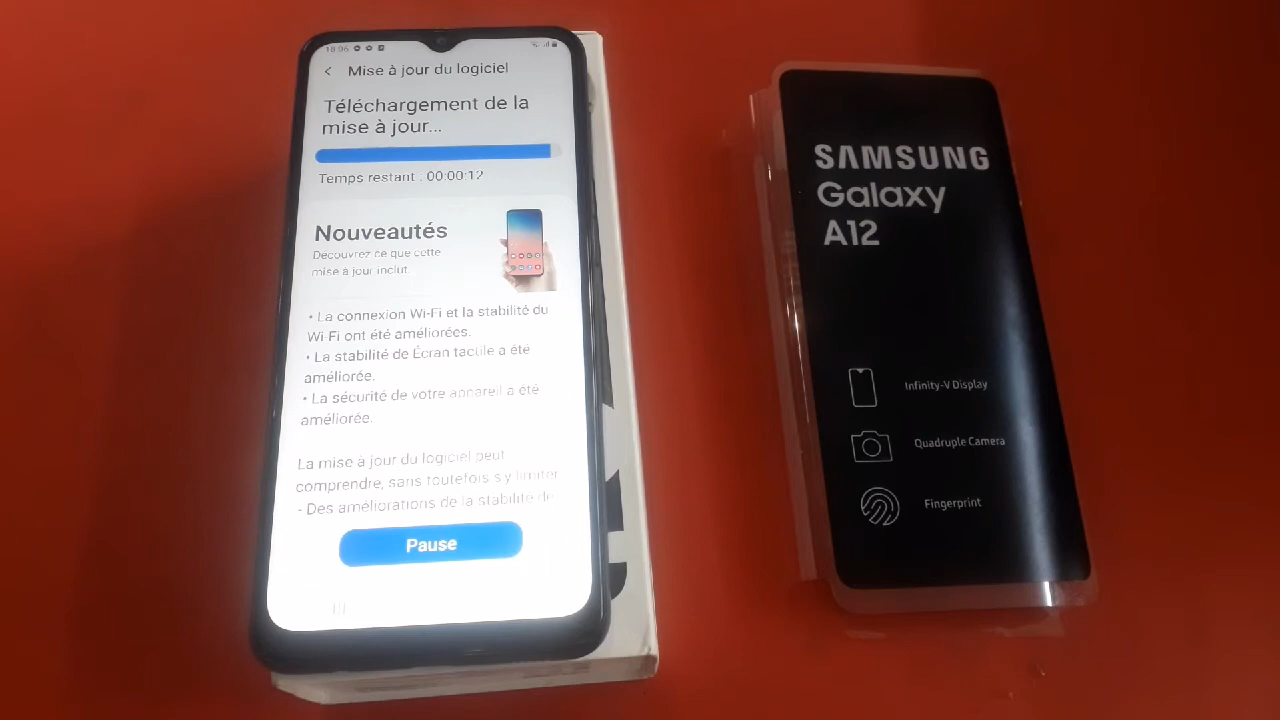 18:06
Mise à jour du logiciel
Téléchargement de la
mise à jour...
Temps restant : 00:00:12
Nouveautés
Découvrez ce que cette
mise à jour inclut.
• La connexion Wi-Fi et la stabilité du
Wi-Fi ont été améliorées.
• La stabilité de Écran tactile a été
améliorée.
• La sécurité de votre appareil a été
améliorée.
La mise à jour du logiciel peut
comprendre, sans toutefois s'y limiter
- Des améliorations de la stabilité de
Pause
SAMSUNG
Galaxy
A12
Infinity-V Display
Quadruple Camera
Fingerprint